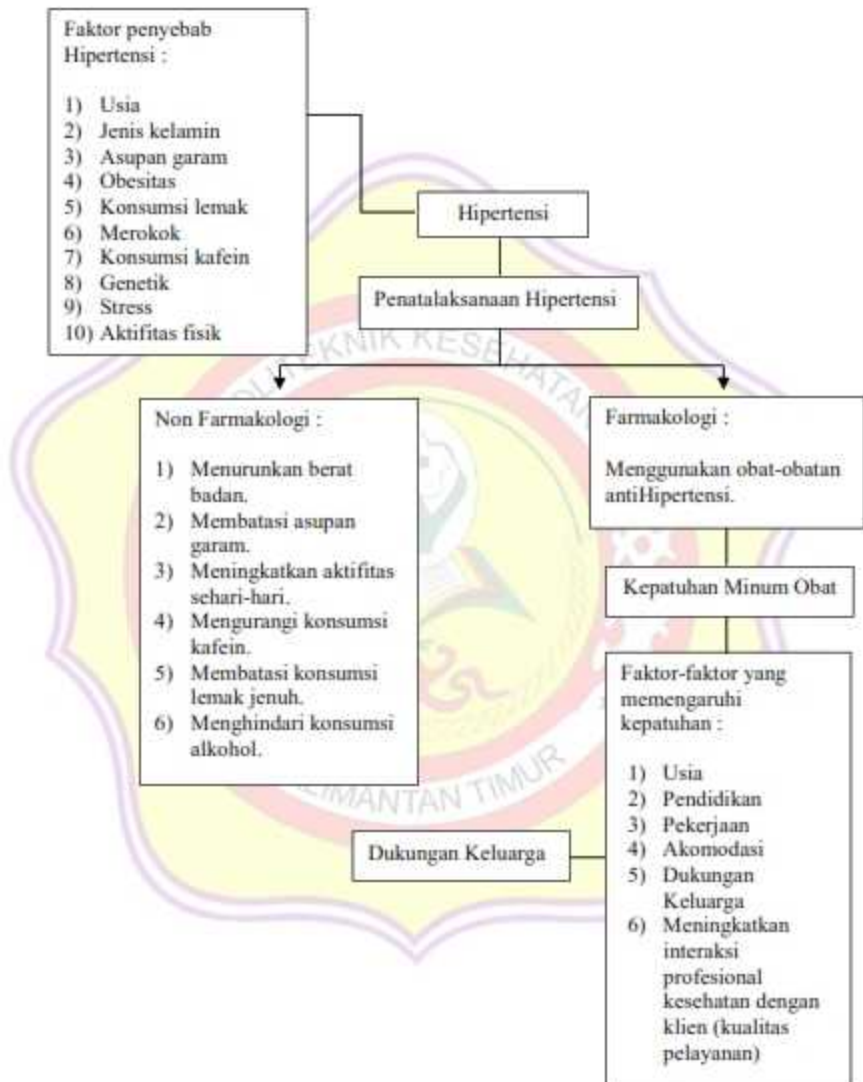 Faktor penyebab
Hipertensi :
1) Usia
2) Jenis kelamin
3) Asupan garam
4) Obesitas
5) Konsumsi lemak
6) Merokok
7) Konsumsi kafein
8) Genetik
9) Stress
10) Aktifitas fisik
Hipertensi
Penatalaksanaan Hipertensi
Non Farmakologi :
1) Menurunkan berat
badan.
2) Membatasi asupan
garam.
3) Meningkatkan aktifitas
sehari-hari.
4) Mengurangi konsumsi
kafein.
5) Membatasi konsumsi
lemak jenuh.
6) Menghindari konsumsi
alkohol.
Farmakologi :
Menggunakan obat-obatan
antiHipertensi.
Kepatuhan Minum Obat
Faktor-faktor yang
memengaruhi
kepatuhan :
1) Usia
2) Pendidikan
3) Pekerjaan
4) Akomodasi
5) Dukungan
Keluarga
6) Meningkatkan
interaksi
profesional
kesehatan dengan
klien (kualitas
pelayanan)
Dukungan Keluarga
KESEHATAN
TIMUR